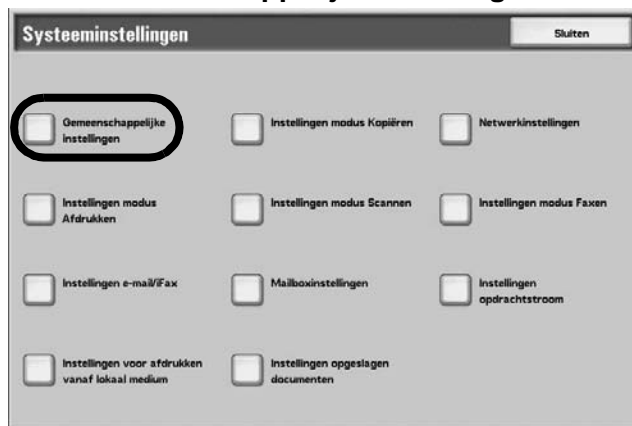 Systeeminstellingen
Sluiten
Gemeenschappelijke
instellingen
Instellingen modus Kopiëren
Netwerkinstellingen
Instellingen modus
Afdrukken
Instellingen modus Scannen
Instellingen modus Faxen
Instellingen e-mail/iFax
Mailboxinstellingen
Instellingen
opdrachtstroom
Instellingen voor afdrukken
vanaf lokaal medium
Instellingen opgeslagen
documenten